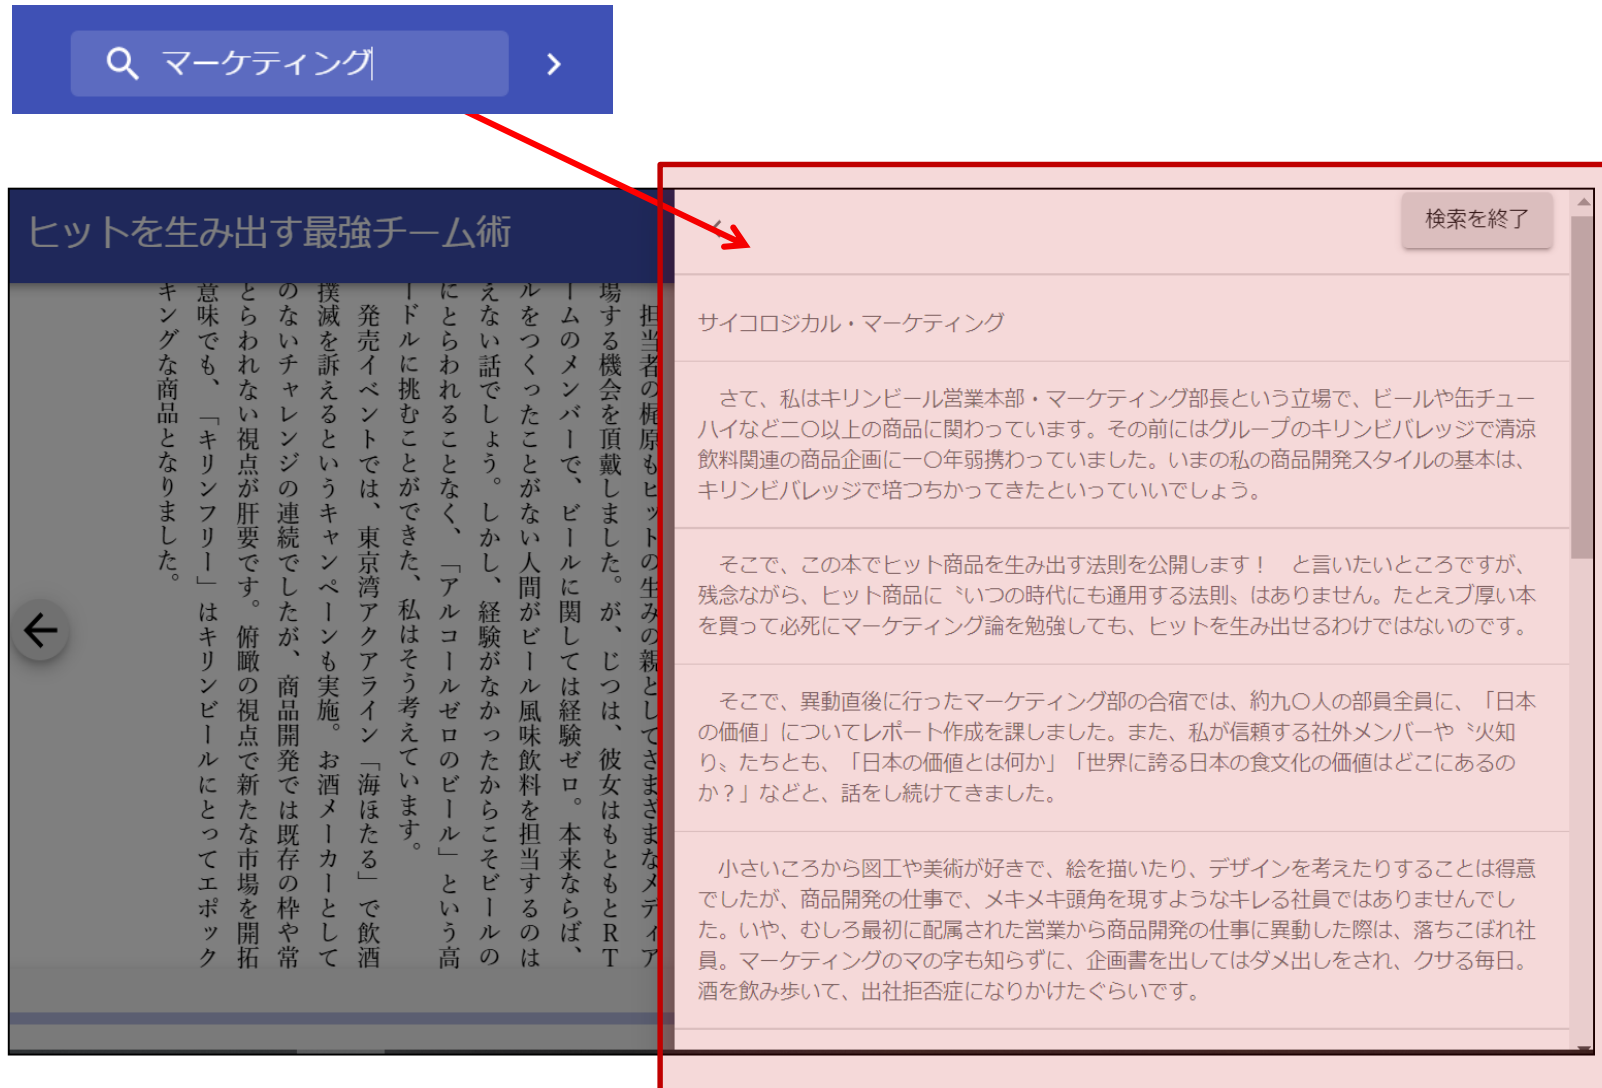 マーケティング
ヒットを生み出す最強チーム術
担当者の梶原もヒットの生みの親としてさまざまなメディア
場する機会を頂戴しました。が、じつは、彼女はもともとRT
ームのメンバーで、ビールに関しては経験ゼロ。本来ならば、
ルをつくったことがない人間がビール風味飲料を担当するのは
えない話でしょう。しかし、経験がなかったからこそビールの
にとらわれることなく、「アルコールゼロのビール」という高
ードルに挑むことができた、私はそう考えています。
発売イベントでは、東京湾アクアライン「海ほたる」で飲酒
撲滅を訴えるというキャンペーンも実施。お酒メーカーとして
のないチャレンジの連続でしたが、商品開発では既存の枠や常
とらわれない視点が肝要です。俯瞰の視点で新たな市場を開拓
意味でも、「キリンフリー」はキリンビールにとってエポック
キングな商品となりました。
検索を終了
サイコロジカル・マーケティング
さて、私はキリンビール営業本部・マーケティング部長という立場で、ビールや缶チュー
ハイなど二〇以上の商品に関わっています。その前にはグループのキリンビバレッジで清涼
飲料関連の商品企画に一〇年弱携わっていました。いまの私の商品開発スタイルの基本は、
キリンビバレッジで培つちかってきたといっていいでしょう。
そこで、この本でヒット商品を生み出す法則を公開します！　と言いたいところですが、
残念ながら、ヒット商品に〝いつの時代にも通用する法則〟はありません。たとえブ厚い本
を買って必死にマーケティング論を勉強しても、ヒットを生み出せるわけではないのです。
そこで、異動直後に行ったマーケティング部の合宿では、約九〇人の部員全員に、「日本
の価値」についてレポート作成を課しました。また、私が信頼する社外メンバーや〝火知
り〟たちとも、「日本の価値とは何か」「世界に誇る日本の食文化の価値はどこにあるの
か？」などと、話をし続けてきました。
小さいころから図工や美術が好きで、絵を描いたり、デザインを考えたりすることは得意
でしたが、商品開発の仕事で、メキメキ頭角を現すようなキレる社員ではありませんでし
た。いや、むしろ最初に配属された営業から商品開発の仕事に異動した際は、落ちこぼれ社
員。マーケティングのマの字も知らずに、企画書を出してはダメ出しをされ、クサる毎日。
酒を飲み歩いて、出社拒否症になりかけたぐらいです。